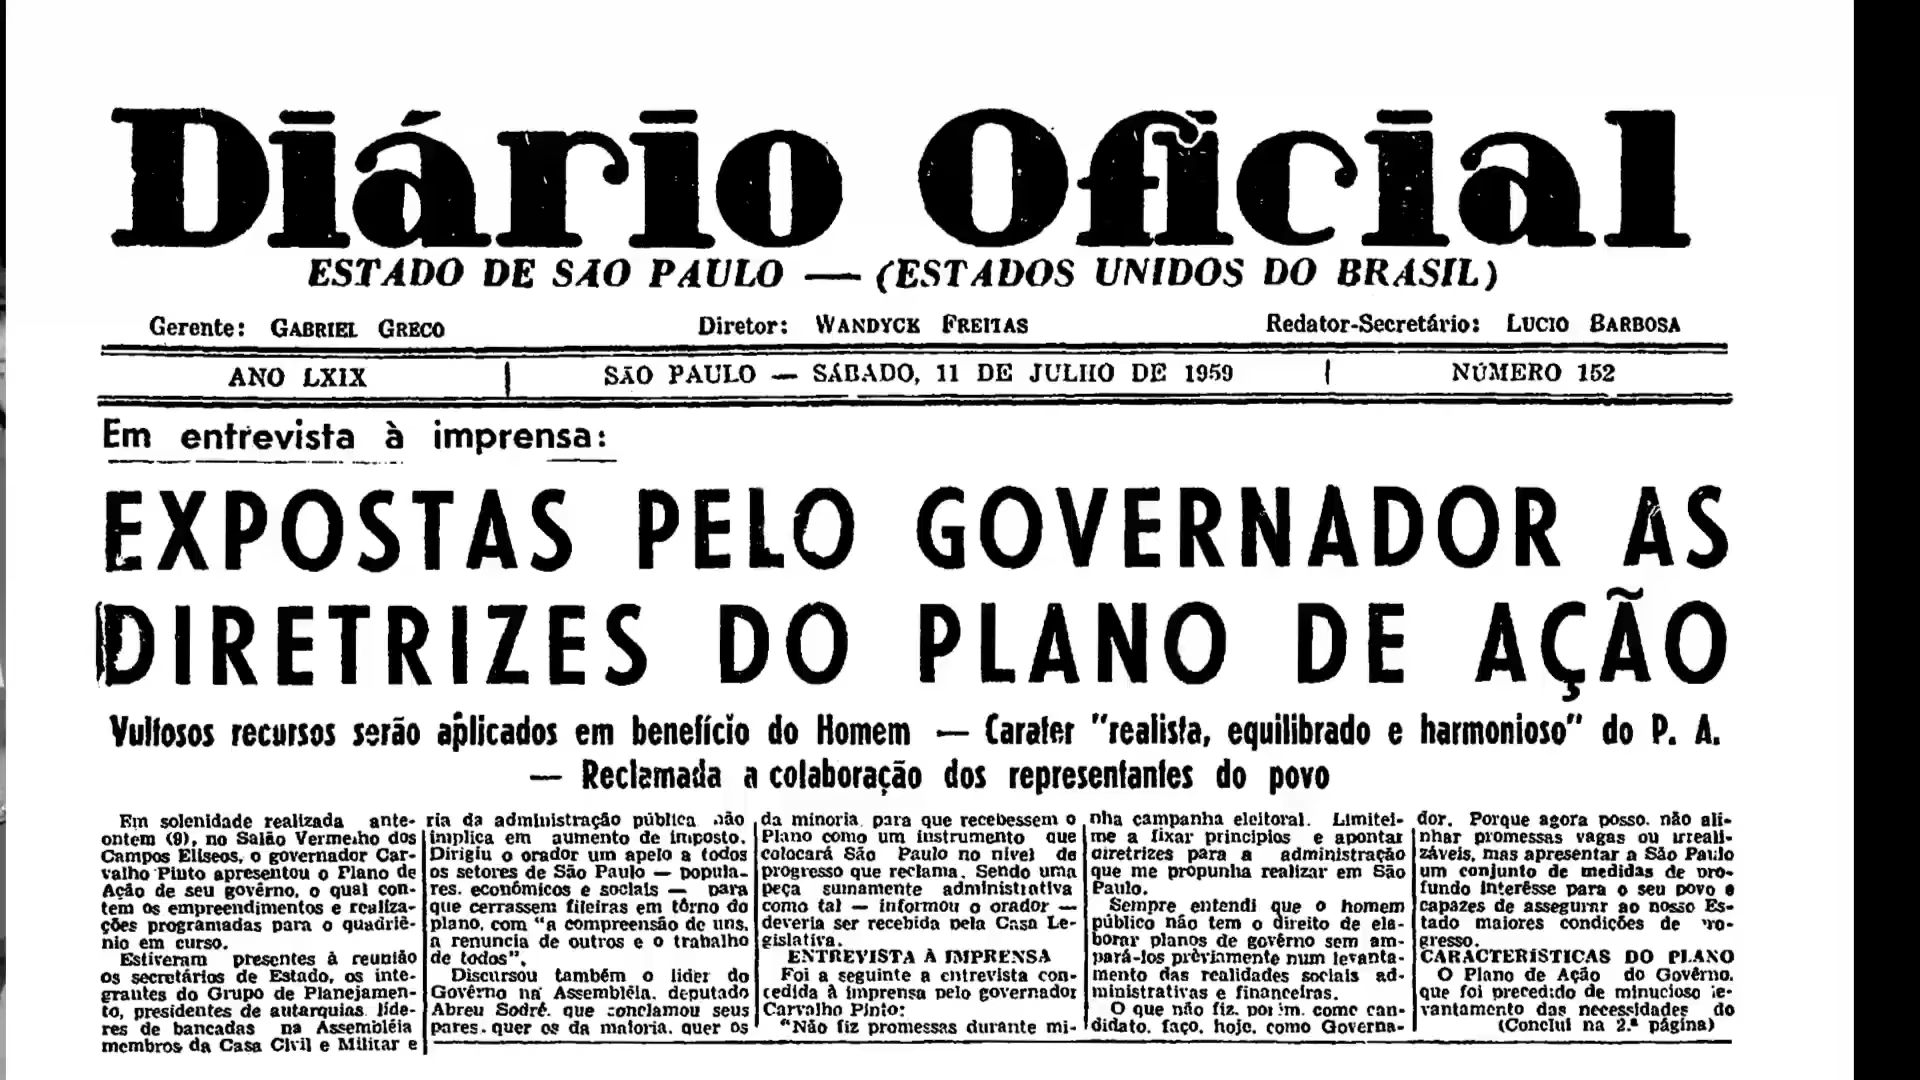 Diário Oficial
ESTADO DE SÃO PAULO — (ESTADOS UNIDOS DO BRASIL)
Gerente: GABRIEL GRECO Diretor: WANDYCK FREITAS Redator-Secretário: LUCIO BARBOSA
ANO LXIX SÃO PAULO — SÁBADO, 11 DE JULHO DE 1959 NÚMERO 152
Em entrevista à imprensa:
EXPOSTAS PELO GOVERNADOR AS
DIRETRIZES DO PLANO DE AÇÃO
Vultosos recursos serão aplicados em benefício do Homem — Carater "realista, equilibrado e harmonioso" do P. A.
— Reclamada a colaboração dos representantes do povo
Em solenidade realizada ante-
ontem (9), no Salão Vermelho dos
Campos Elíseos, o governador Car-
valho Pinto apresentou o Plano de
Ação de seu govêrno, o qual con-
tem os empreendimentos e realiza-
ções programadas para o quadriê-
nio em curso.
Estiveram presentes à reunião
os secretários de Estado, os inte-
grantes do Grupo de Planejamen-
to, presidentes de autarquias, líde-
res de bancadas na Assembléia
membros da Casa Civil e Militar e
ria da administração pública não
implica em aumento de imposto.
Dirigiu o orador um apelo a todos
os setores de São Paulo — popula-
res, econômicos e sociais — para
que cerrassem fileiras em tôrno do
plano, com "a compreensão de uns,
a renuncia de outros e o trabalho
de todos".
Discursou também o lider do
Govêrno na Assembléia, deputado
Abreu Sodré, que conclamou seus
pares, quer os da maioria, quer os
da minoria, para que recebessem o
Plano como um instrumento que
colocará São Paulo no nível de
progresso que reclama. Sendo uma
peça sumamente administrativa
como tal — informou o orador —
deveria ser recebida pela Casa Le-
gislativa.
ENTREVISTA À IMPRENSA
Foi a seguinte a entrevista con-
cedida à imprensa pelo governador
Carvalho Pinto:
"Não fiz promessas durante mi-
nha campanha eleitoral. Limitei-
me a fixar principios e apontar
diretrizes para a administração
que me propunha realizar em São
Paulo.
Sempre entendi que o homem
público não tem o direito de ela-
borar planos de govêrno sem am-
pará-los préviamente num levanta-
mento das realidades sociais ad-
ministrativas e financeiras.
O que não fiz, porém, como can-
didato, faço, hoje, como Governa-
dor. Porque agora posso, não ali-
nhar promessas vagas ou irreali-
záveis, mas apresentar a São Paulo
um conjunto de medidas de pro-
fundo interêsse para o seu povo e
capazes de assegurar ao nosso Es-
tado maiores condições de pro-
gresso.
CARACTERISTICAS DO PLANO
O Plano de Ação do Govêrno,
que foi precedido de minucioso le-
vantamento das necessidades do
(Conclui na 2.ª página)